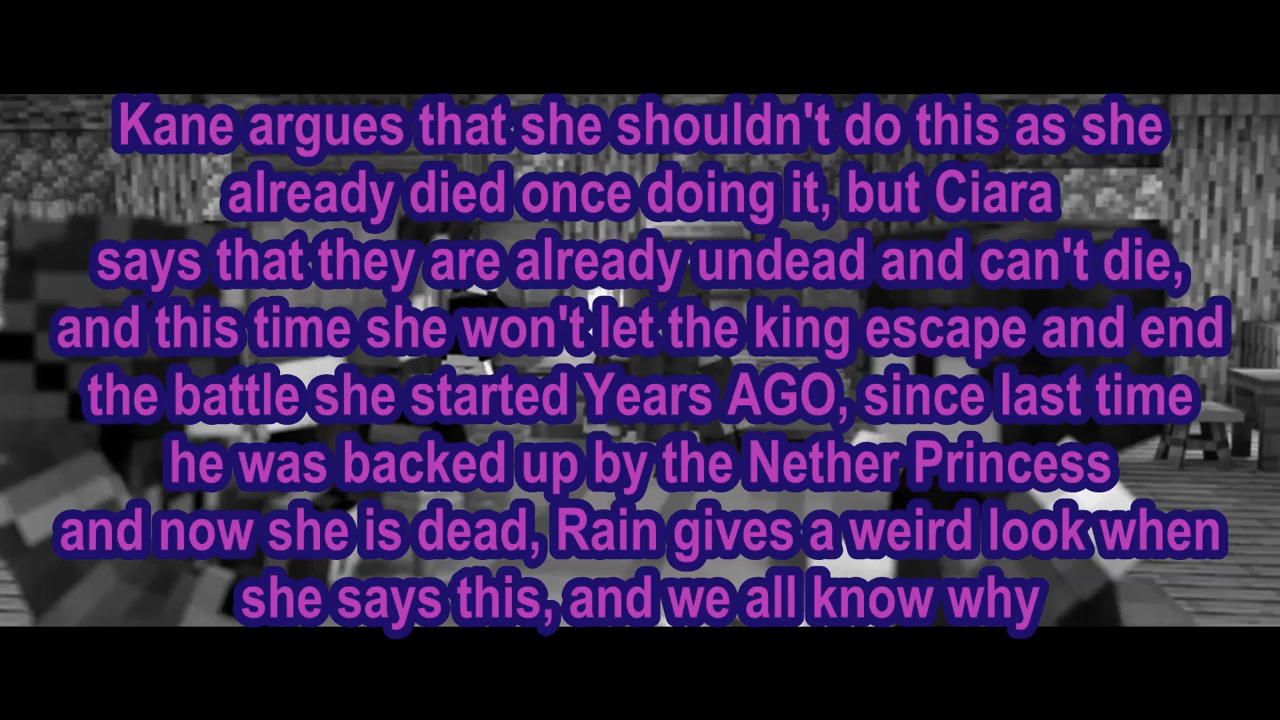 Kane argues that she shouldn't do this as she
already died once doing it, but Ciara
says that they are already undead and can't die,
and this time she won't let the king escape and end
the battle she started Years AGO, since last time
he was backed up by the Nether Princess
and now she is dead, Rain gives a weird look when
she says this, and we all know why